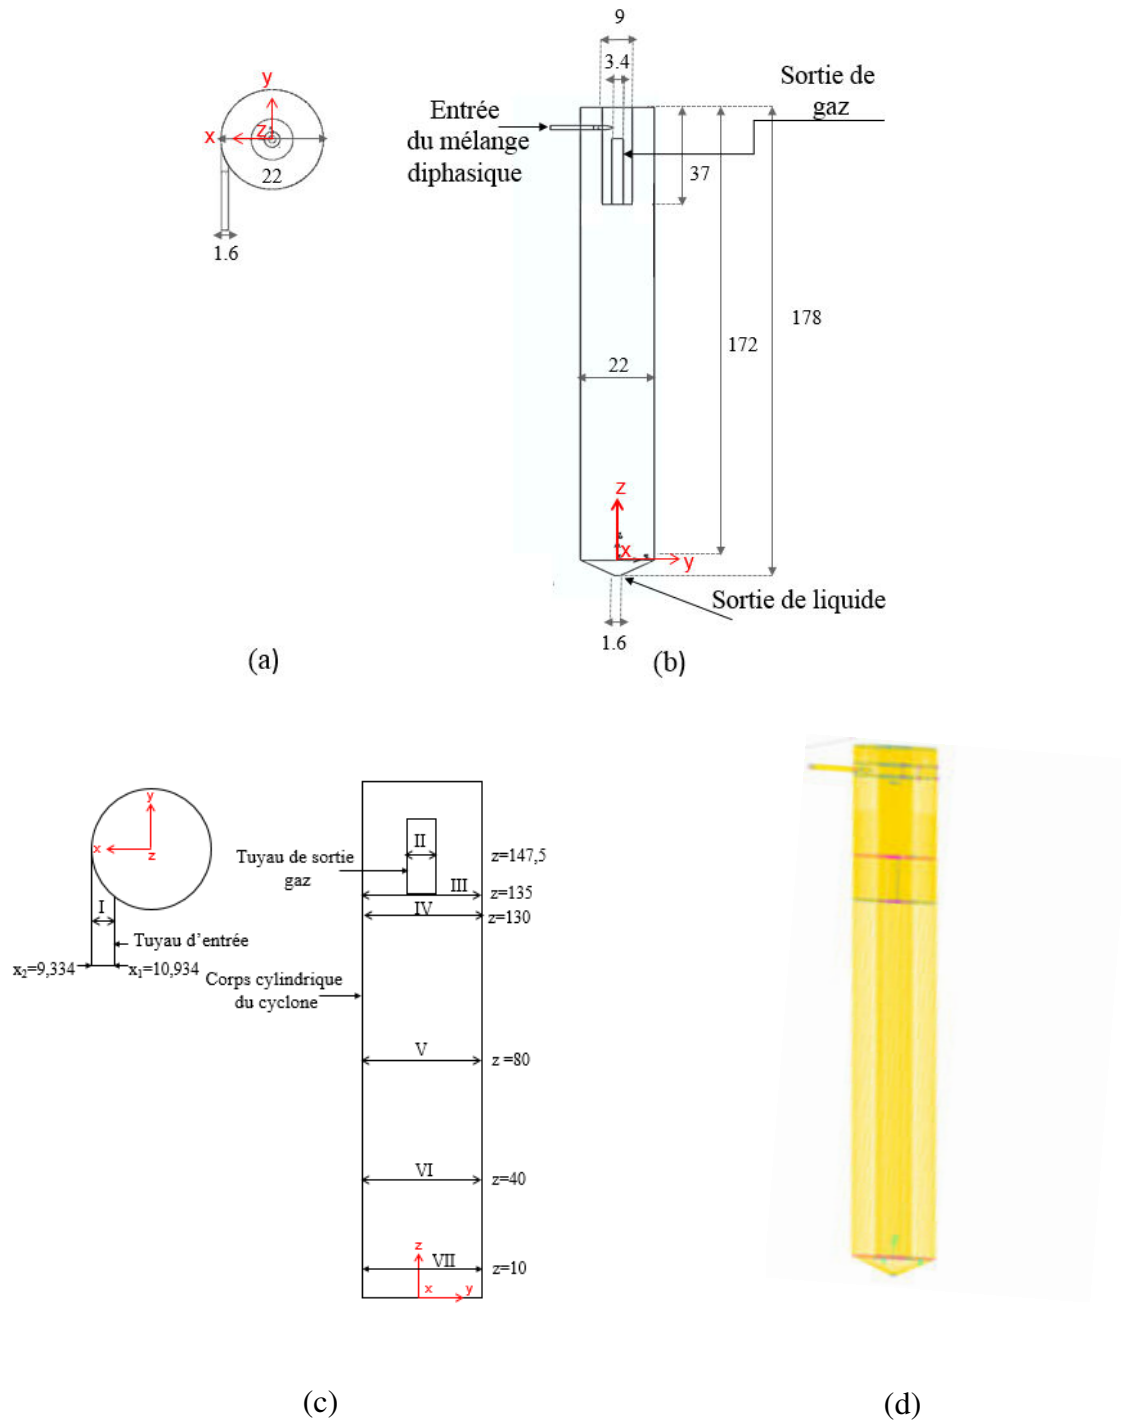 y
x
z
22
1.6
(a)
9
3.4
Entrée
du mélange
diphasique
Sortie de
gaz
37
178
172
22
z
x
y
Sortie de liquide
1.6
(b)
y
x
z
I
Tuyau d'entrée
x₂=9,334
x₁=10,934
II
Tuyau de sortie
gaz
z=147,5
III
z=135
IV
z=130
Corps cylindrique
du cyclone
V
z =80
VI
z=40
z
VII
z=10
x
y
(c)
(d)